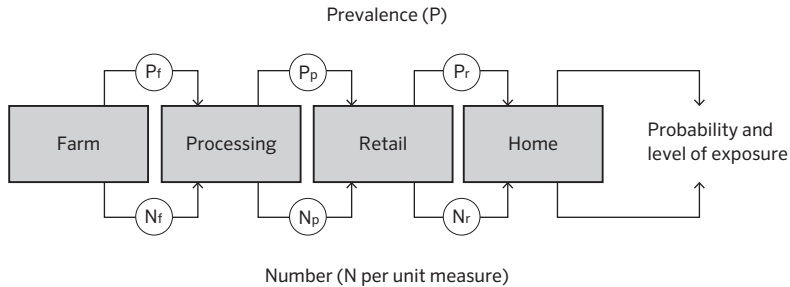 Prevalence (P)
Pf
Pp
Pr
Farm
Processing
Retail
Home
Probability and
level of exposure
Nf
Np
Nr
Number (N per unit measure)